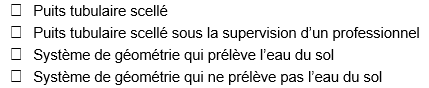 ☐ Puits tubulaire scellé
☐ Puits tubulaire scellé sous la supervision d'un professionnel
☐ Système de géométrie qui prélève l'eau du sol
☐ Système de géométrie qui ne prélève pas l'eau du sol